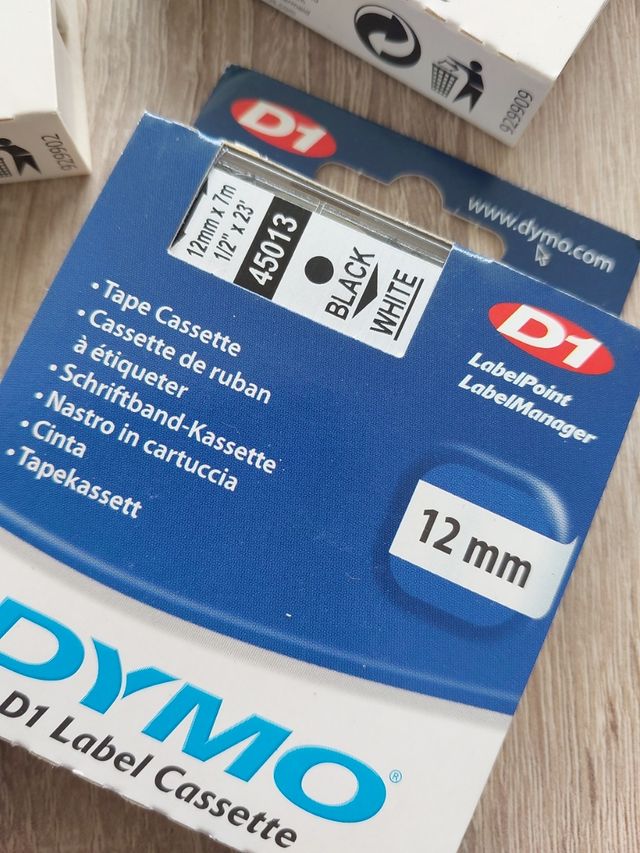 929909
929902
D1
www.dymo.com
12mm x 7m
1/2" x 23'
45013
BLACK
WHITE
D1
LabelPoint
LabelManager
• Tape Cassette
• Cassette de ruban
à étiqueter
• Schriftband-Kassette
• Nastro in cartuccia
• Cinta
• Tapekassett
12 mm
DYMO®
D1 Label Cassette